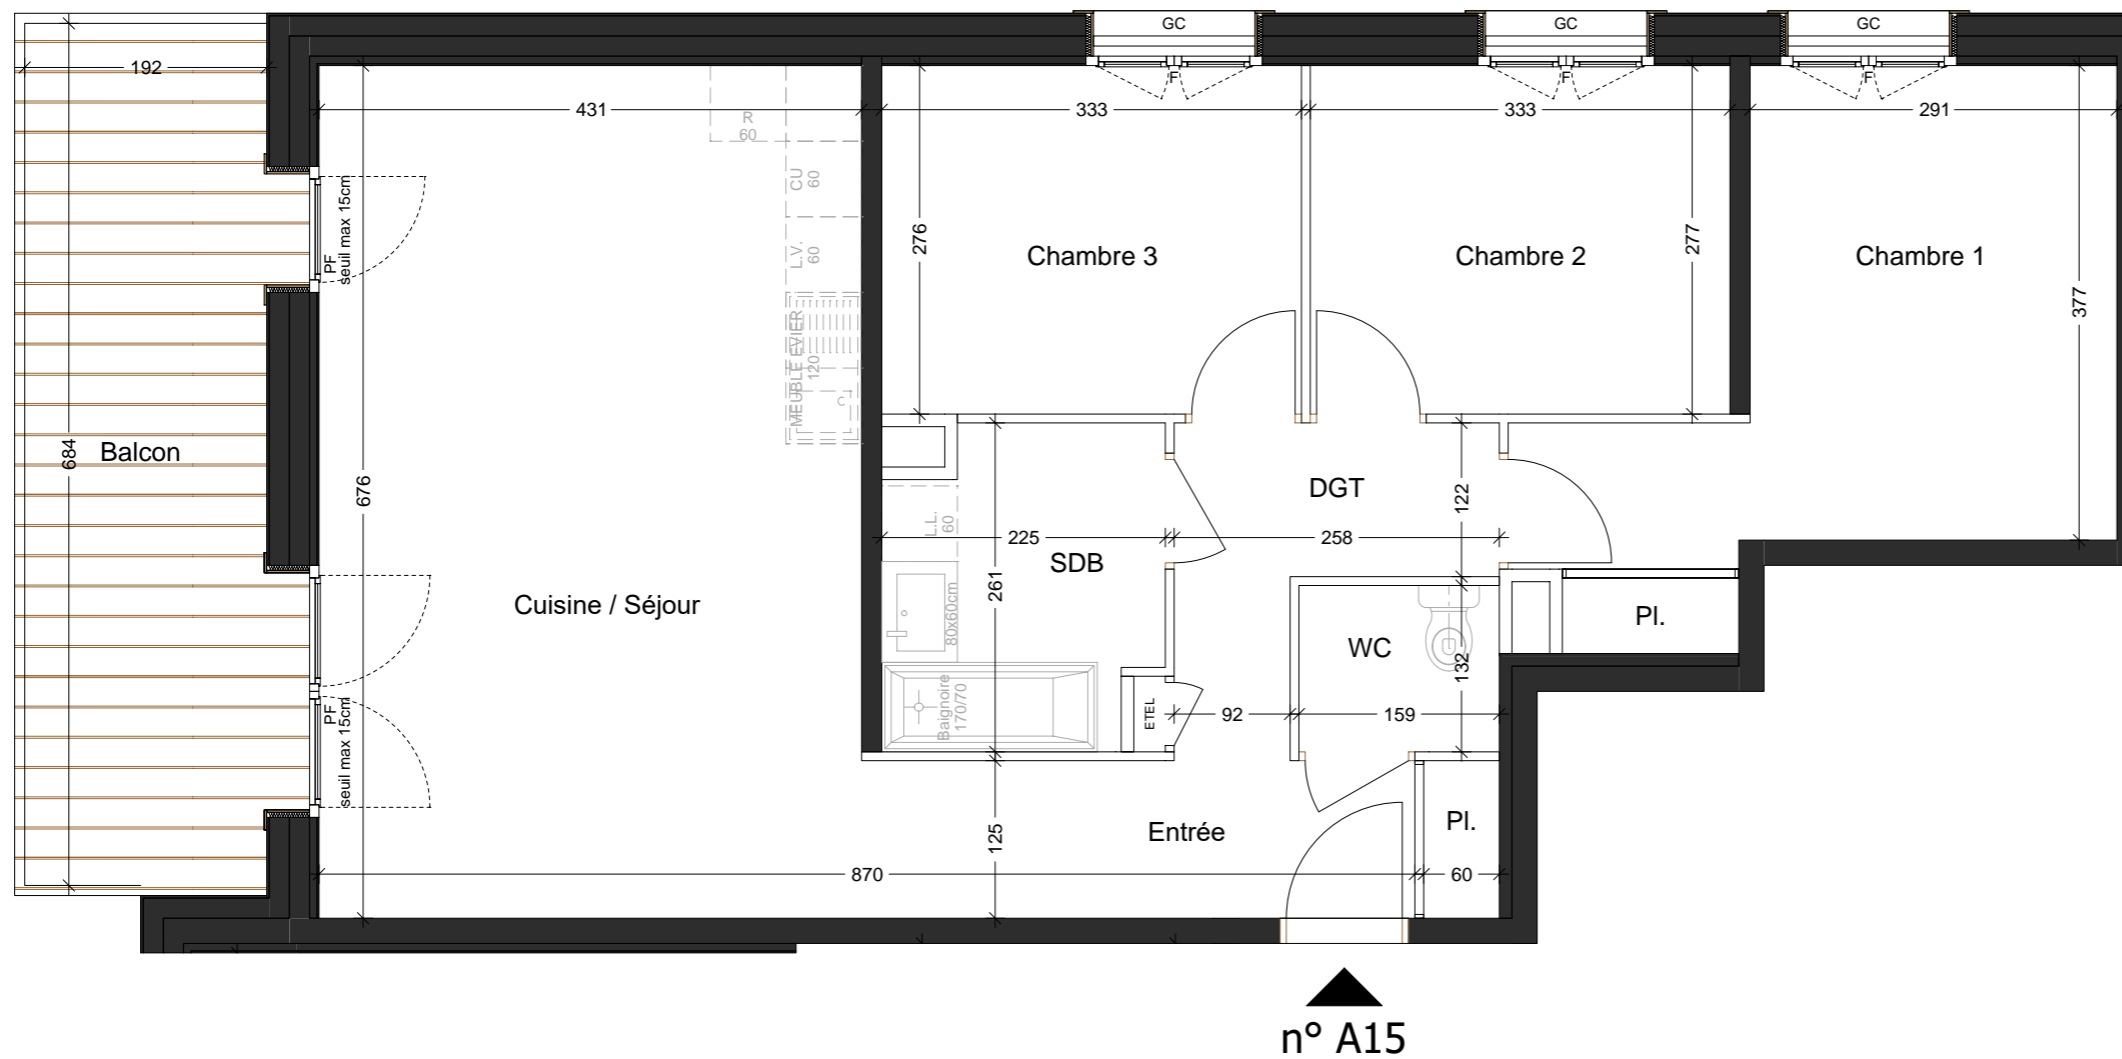 GC
GC
GC
F
F
F
192
431
333
333
291
R
60
CU
60
L.V.
60
MEUBLE EVIER
120
C
PF
seuil max 15cm
276
277
377
Chambre 3
Chambre 2
Chambre 1
Balcon
684
676
DGT
122
L.L.
60
225
258
SDB
261
80x60cm
Cuisine / Séjour
WC
132
Pl.
Baignoire
170/70
ETEL
92
159
PF
seuil max 15cm
Entrée
125
Pl.
870
60
n° A15